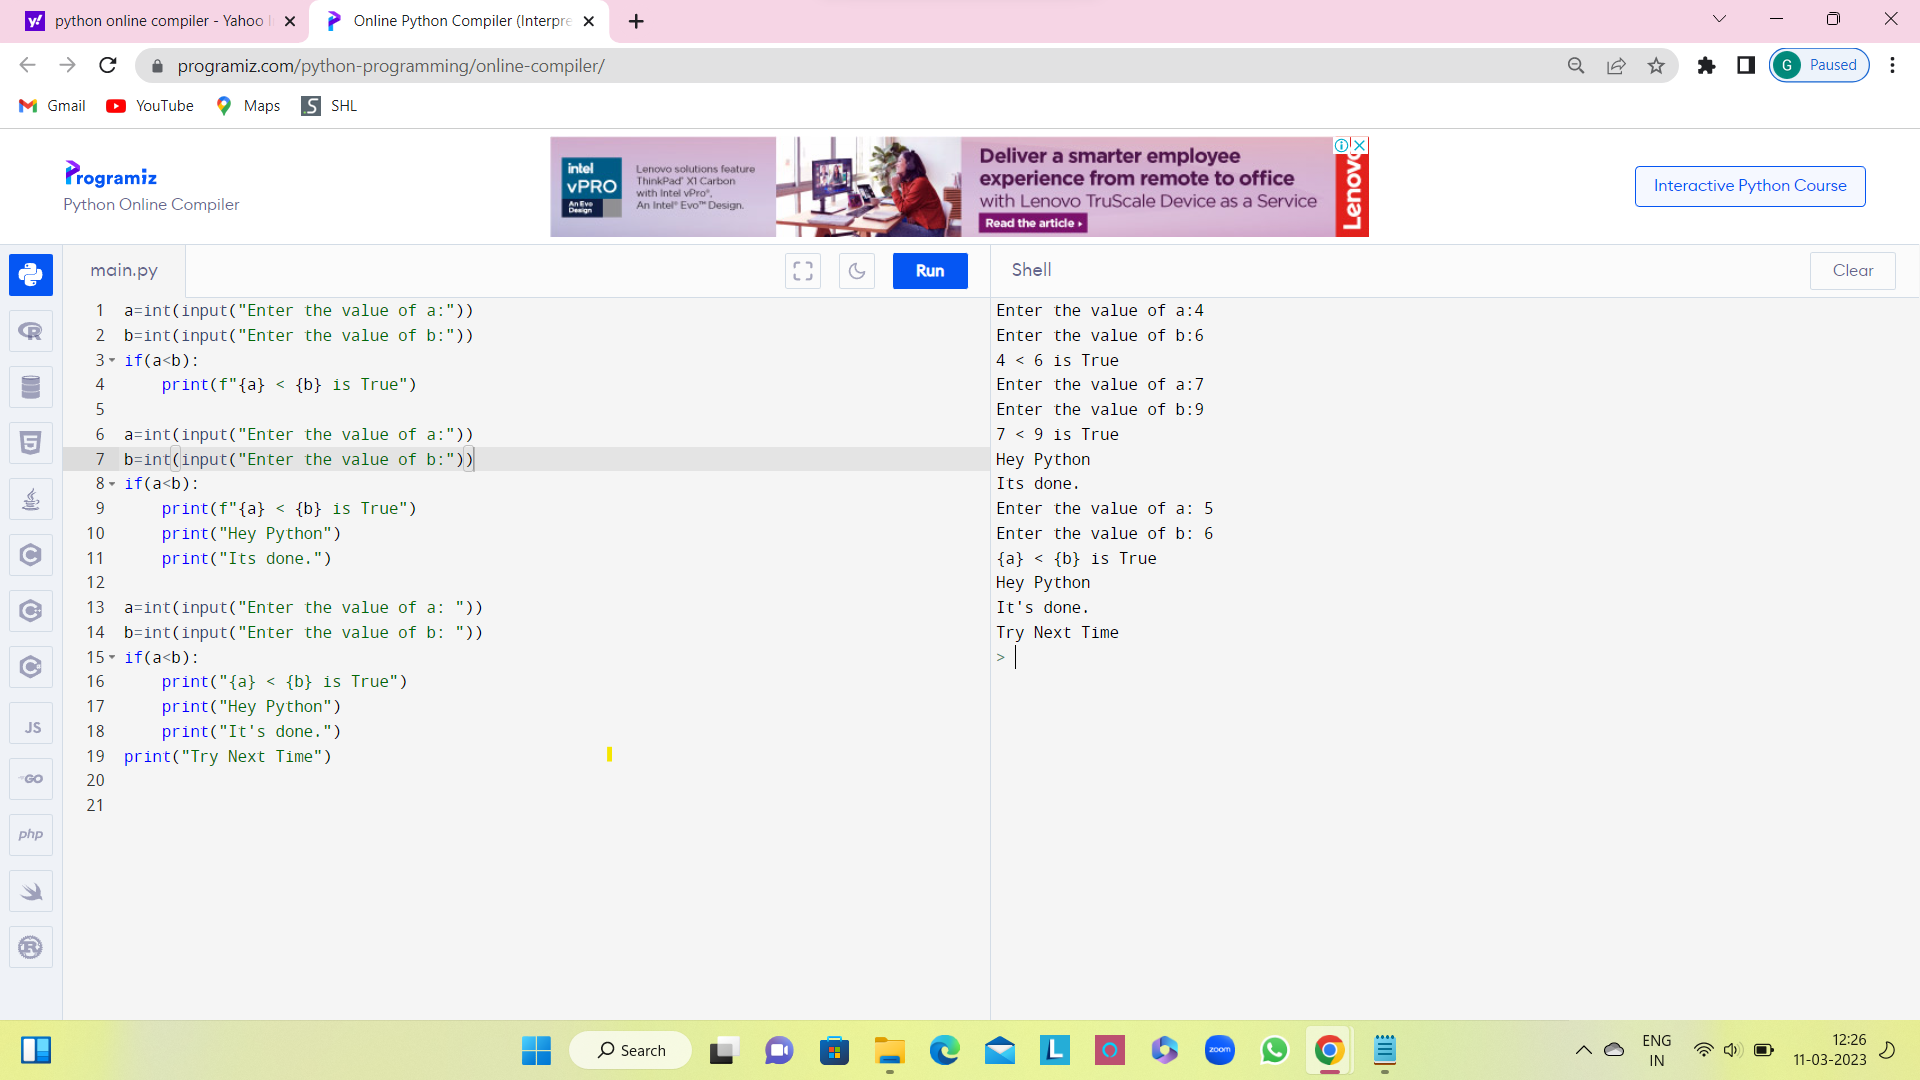 python online compiler - Yahoo
Online Python Compiler (Interpre
programiz.com/python-programming/online-compiler/
G Paused
Gmail YouTube Maps SHL
Programiz
Python Online Compiler
intel
vPRO
An Evo
Design
Lenovo solutions feature
ThinkPad® X1 Carbon
with Intel vPro®,
An Intel® Evo™ Design.
Deliver a smarter employee
experience from remote to office
with Lenovo TruScale Device as a Service
Read the article
Lenovo
Interactive Python Course
main.py
Run
Shell
Clear
1 a=int(input("Enter the value of a:"))
2 b=int(input("Enter the value of b:"))
3 if(a<b):
4     print(f"{a} < {b} is True")
5
6 a=int(input("Enter the value of a:"))
7 b=int(input("Enter the value of b:"))
8 if(a<b):
9     print(f"{a} < {b} is True")
10     print("Hey Python")
11     print("Its done.")
12
13 a=int(input("Enter the value of a: "))
14 b=int(input("Enter the value of b: "))
15 if(a<b):
16     print("{a} < {b} is True")
17     print("Hey Python")
18     print("It's done.")
19 print("Try Next Time")
20
21
Enter the value of a:4
Enter the value of b:6
4 < 6 is True
Enter the value of a:7
Enter the value of b:9
7 < 9 is True
Hey Python
Its done.
Enter the value of a: 5
Enter the value of b: 6
{a} < {b} is True
Hey Python
It's done.
Try Next Time
>
R
JS
GO
php
Search
zoom
ENG
IN
12:26
11-03-2023